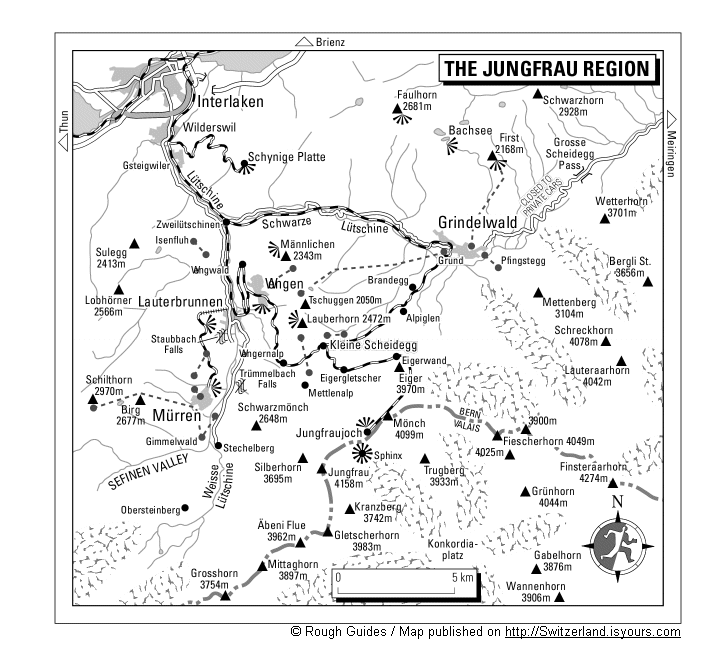 Brienz
THE JUNGFRAU REGION
Thun
Meiringen
Interlaken
Wilderswil
Gsteigwiler
Schynige Platte
Lütschine
Faulhorn
2681m
Bachsee
First
2168m
Schwarzhorn
2928m
Grosse
Scheidegg
Pass
CLOSED TO
PRIVATE CARS
Wetterhorn
3701m
Zweilütschinen
Isenfluh
Schwarze
Lütschine
Grindelwald
Grund
Pfingstegg
Sulegg
2413m
Männlichen
2343m
Wngwald
Wngen
Brandegg
Bergli St.
3656m
Lobhörner
2566m
Lauterbrunnen
Tschuggen 2050m
Lauberhorn 2472m
Alpiglen
Mettenberg
3104m
Staubbach
Falls
Kleine Scheidegg
Schreckhorn
4078m
Wngernalp
Trümmelbach
Falls
Eigergletscher
Eigerwand
Eiger
3970m
Lauteraarhorn
4042m
Mettlenalp
Schilthorn
2970m
Birg
2677m
Mürren
Gimmelwald
Schwarzmönch
2648m
BERN
VALAIS
Mönch
4099m
Jungfraujoch
Sphinx
3900m
Fiescherhorn 4049m
4025m
Stechelberg
SEFINEN VALLEY
Weisse
Lütschine
Silberhorn
3695m
Jungfrau
4158m
Trugberg
3933m
Finsteraarhorn
4274m
Grünhorn
4044m
Obersteinberg
Kranzberg
3742m
Äbeni Flue
3962m
Gletscherhorn
3983m
Konkordia-
platz
N
Mittaghorn
3897m
Grosshorn
3754m
Gabelhorn
3876m
Wannenhorn
3906m
0
5 km
© Rough Guides / Map published on http://Switzerland.isyours.com